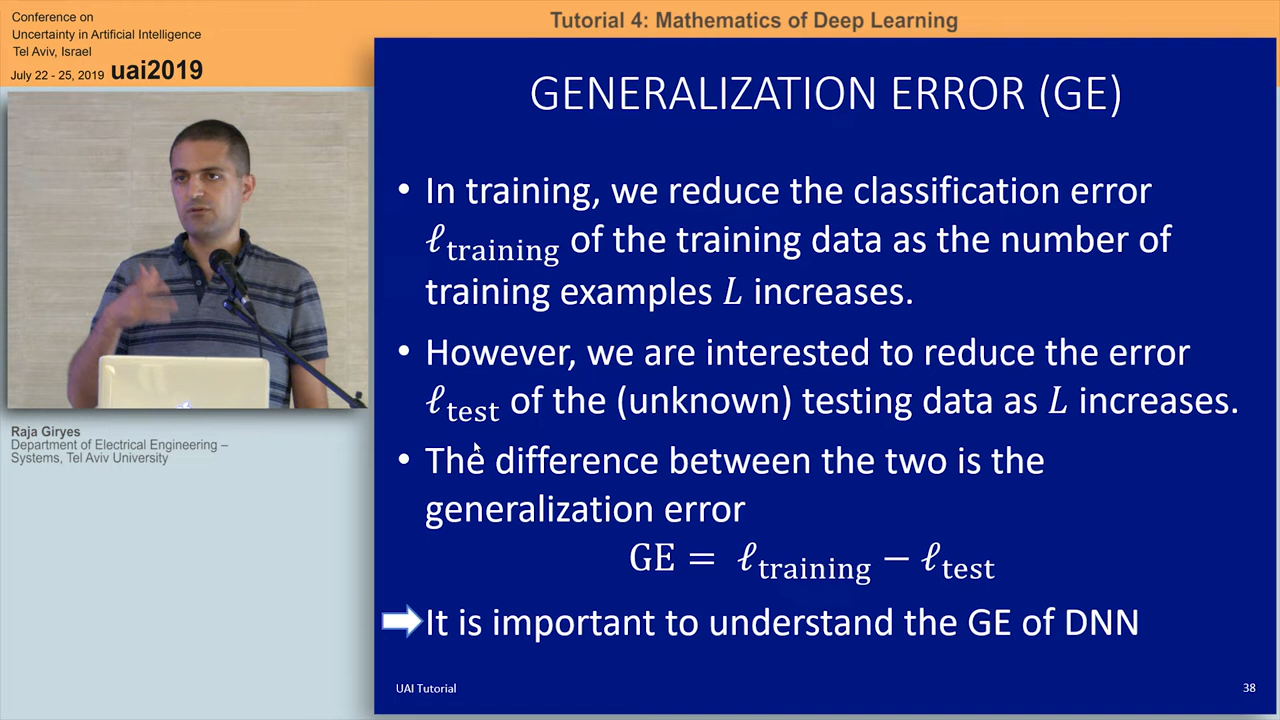 Conference on
Uncertainty in Artificial Intelligence
Tel Aviv, Israel
July 22 - 25, 2019 uai2019
Tutorial 4: Mathematics of Deep Learning
Raja Giryes
Department of Electrical Engineering –
Systems, Tel Aviv University
GENERALIZATION ERROR (GE)
• In training, we reduce the classification error
ℓtraining of the training data as the number of
training examples L increases.
• However, we are interested to reduce the error
ℓtest of the (unknown) testing data as L increases.
• The difference between the two is the
generalization error
GE = ℓtraining − ℓtest
It is important to understand the GE of DNN
UAI Tutorial
38